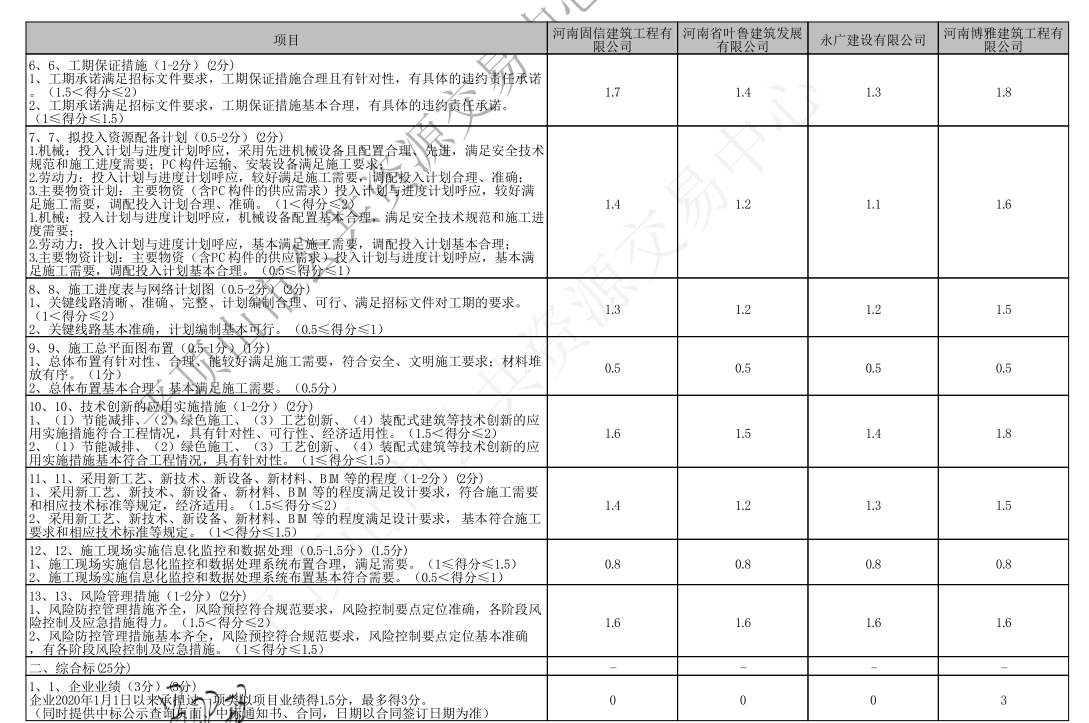 项目
河南固信建筑工程有
限公司
河南省叶鲁建筑发展
有限公司
永广建设有限公司
河南博雅建筑工程有
限公司
6、6、工期保证措施（1-2分）(2分)
1、工期承诺满足招标文件要求，工期保证措施合理且有针对性，有具体的违约责任承诺
。（1.5＜得分≤2）
2、工期承诺满足招标文件要求，工期保证措施基本合理，有具体的违约责任承诺。
（1≤得分≤1.5）
1.7
1.4
1.3
1.8
7、7、拟投入资源配备计划（0.5-2分）(2分)
1.机械：投入计划与进度计划呼应，采用先进机械设备且配置合理、先进，满足安全技术
规范和施工进度需要；PC构件运输、安装设备满足施工要求；
2.劳动力：投入计划与进度计划呼应，较好满足施工需要，调配投入计划合理、准确；
3.主要物资计划：主要物资（含PC构件的供应需求）投入计划与进度计划呼应，较好满
足施工需要，调配投入计划合理、准确。（1＜得分≤2）
1.机械：投入计划与进度计划呼应，机械设备配置基本合理，满足安全技术规范和施工进
度需要；
2.劳动力：投入计划与进度计划呼应，基本满足施工需要，调配投入计划基本合理；
3.主要物资计划：主要物资（含PC构件的供应需求）投入计划与进度计划呼应，基本满
足施工需要，调配投入计划基本合理。（0.5≤得分≤1）
1.4
1.2
1.1
1.6
8、8、施工进度表与网络计划图（0.5-2分）(2分)
1、关键线路清晰、准确、完整、计划编制合理、可行、满足招标文件对工期的要求。
（1＜得分≤2）
2、关键线路基本准确，计划编制基本可行。（0.5≤得分≤1）
1.3
1.2
1.2
1.5
9、9、施工总平面图布置（0.5-1分）(1分)
1、总体布置有针对性、合理、能较好满足施工需要，符合安全、文明施工要求；材料堆
放有序。（1分）
2、总体布置基本合理，基本满足施工需要。（0.5分）
0.5
0.5
0.5
0.5
10、10、技术创新的应用实施措施（1-2分）(2分)
1、（1）节能减排、（2）绿色施工、（3）工艺创新、（4）装配式建筑等技术创新的应
用实施措施符合工程情况，具有针对性、可行性、经济适用性。（1.5＜得分≤2）
2、（1）节能减排、（2）绿色施工、（3）工艺创新、（4）装配式建筑等技术创新的应
用实施措施基本符合工程情况，具有针对性。（1≤得分≤1.5）
1.6
1.5
1.4
1.8
11、11、采用新工艺、新技术、新设备、新材料、BIM 等的程度（1-2分）(2分)
1、采用新工艺、新技术、新设备、新材料、BIM 等的程度满足设计要求，符合施工需要
和相应技术标准等规定，经济适用。（1.5≤得分≤2）
2、采用新工艺、新技术、新设备、新材料、BIM 等的程度满足设计要求， 基本符合施工
要求和相应技术标准等规定。（1＜得分≤1.5）
1.4
1.2
1.3
1.5
12、12、施工现场实施信息化监控和数据处理（0.5-1.5分）(1.5分)
1、施工现场实施信息化监控和数据处理系统布置合理，满足需要。（1≤得分≤1.5）
2、施工现场实施信息化监控和数据处理系统布置基本符合需要。（0.5＜得分≤1）
0.8
0.8
0.8
0.8
13、13、风险管理措施（1-2分）(2分)
1、风险防控管理措施齐全，风险预控符合规范要求，风险控制要点定位准确，各阶段风
险控制及应急措施得力。（1.5＜得分≤2）
2、风险防控管理措施基本齐全，风险预控符合规范要求，风险控制要点定位基本准确
，有各阶段风险控制及应急措施。（1≤得分≤1.5）
1.6
1.6
1.6
1.6
二、综合标(25分)
–
–
–
–
1、1、企业业绩（3分）(3分)
企业2020年1月1日以来承担过一项类似项目业绩得1.5分，最多得3分。
（同时提供中标公示查询页面、中标通知书、合同，日期以合同签订日期为准）
0
0
0
3
平顶山市公共资源交易中心
平顶山市公共资源交易中心